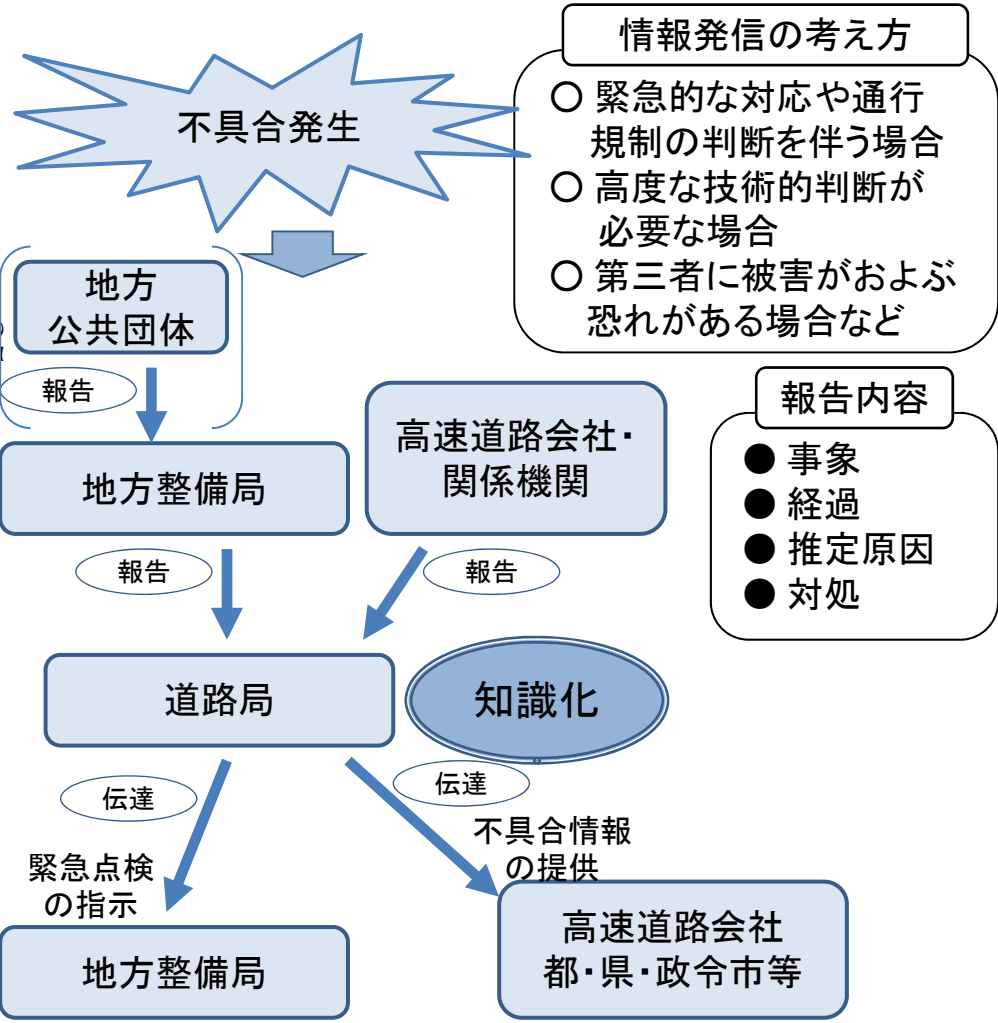 情報発信の考え方
○ 緊急的な対応や通行
規制の判断を伴う場合
○ 高度な技術的判断が
必要な場合
○ 第三者に被害がおよぶ
恐れがある場合など
不具合発生
地方
公共団体
報告
高速道路会社・
関係機関
報告内容
● 事象
● 経過
● 推定原因
● 対処
地方整備局
報告
報告
道路局
知識化
伝達
伝達
不具合情報
の提供
緊急点検
の指示
地方整備局
高速道路会社
都・県・政令市等